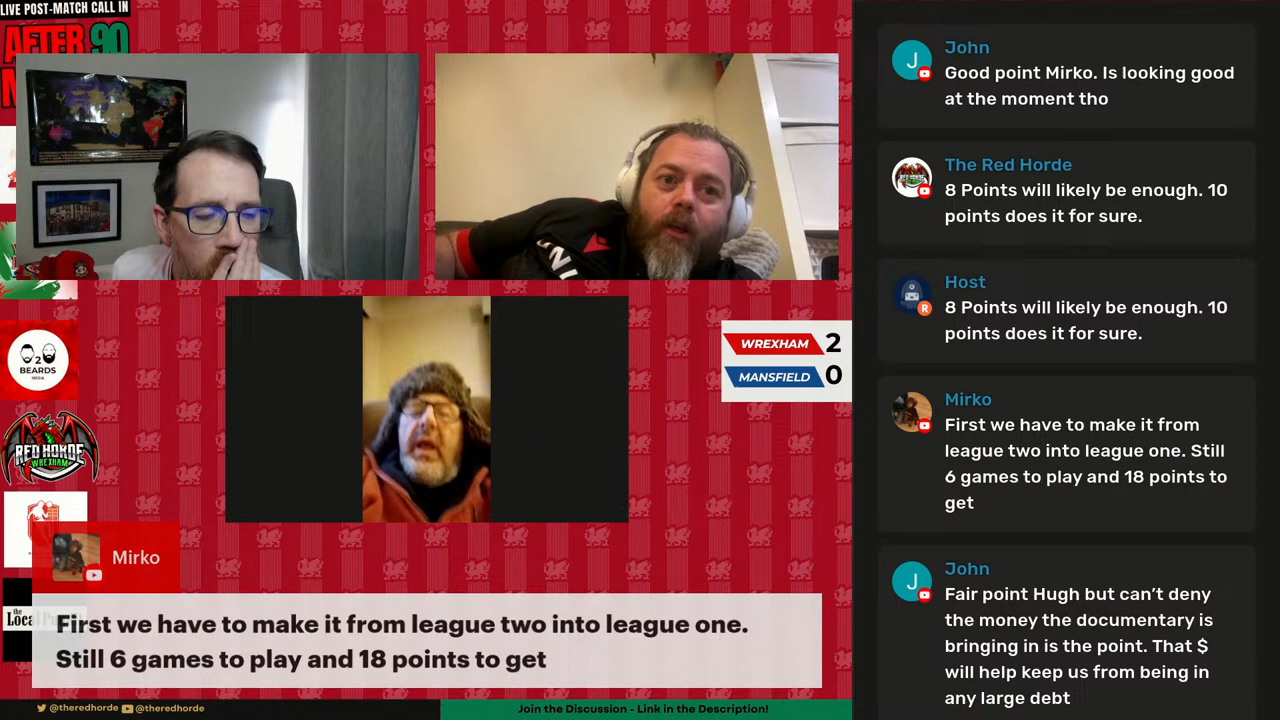 LIVE POST-MATCH CALL IN
AFTER 90
UNI
2
BEARDS
MEDIA
RED HORDE
WREXHAM
WREXHAM 2
MANSFIELD 0
Mirko
the
Local
First we have to make it from league two into league one.
Still 6 games to play and 18 points to get
@theredhorde @theredhorde
Join the Discussion - Link in the Description!
J
John
Good point Mirko. Is looking good
at the moment tho
The Red Horde
8 Points will likely be enough. 10
points does it for sure.
Host
8 Points will likely be enough. 10
points does it for sure.
R
Mirko
First we have to make it from
league two into league one. Still
6 games to play and 18 points to
get
J
John
Fair point Hugh but can’t deny
the money the documentary is
bringing in is the point. That $
will help keep us from being in
any large debt